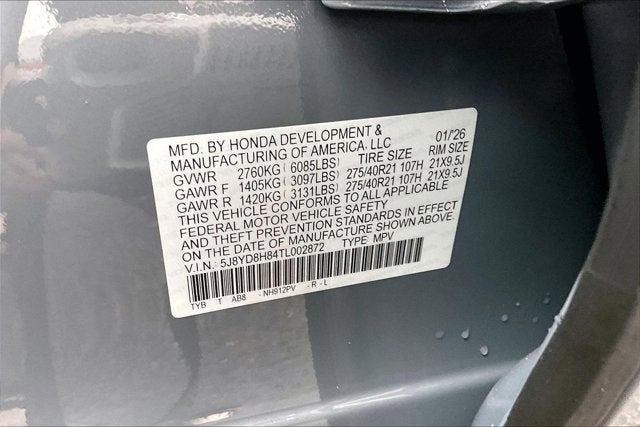 MFD. BY HONDA DEVELOPMENT & 01/26
MANUFACTURING OF AMERICA, LLC RIM SIZE
GVWR 2760KG (6085LBS) TIRE SIZE
GAWR F 1405KG (3097LBS) 275/40R21 107H 21X9.5J
GAWR R 1420KG (3131LBS) 275/40R21 107H 21X9.5J
THIS VEHICLE CONFORMS TO ALL APPLICABLE
FEDERAL MOTOR VEHICLE SAFETY
AND THEFT PREVENTION STANDARDS IN EFFECT
ON THE DATE OF MANUFACTURE SHOWN ABOVE.
V.I.N.: 5J8YD8H84TL002872 TYPE MPV
TYB T AB8 - NH912PV - R - L